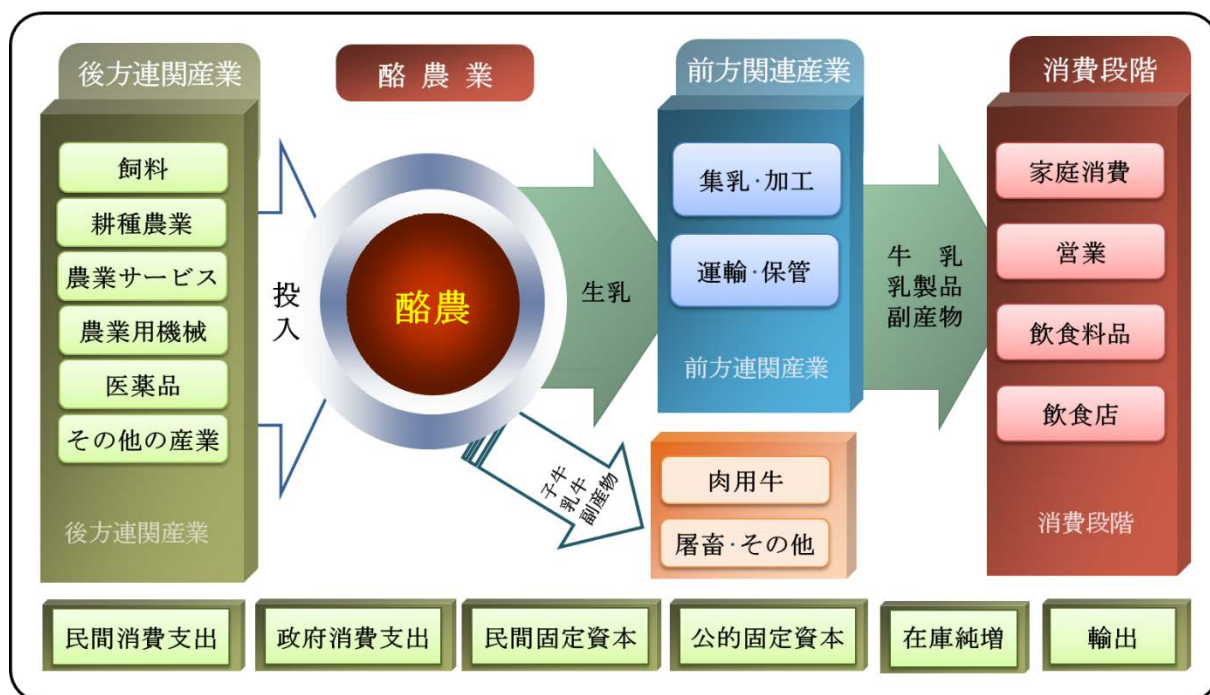 後方連関産業
飼料
耕種農業
農業サービス
農業用機械
医薬品
その他の産業
後方連関産業
投
入
酪農業
酪農
生乳
子牛
乳牛
副産物
前方関連産業
集乳·加工
運輸·保管
前方連関産業
肉用牛
屠畜·その他
牛 乳
乳製品
副産物
消費段階
家庭消費
営業
飲食料品
飲食店
消費段階
民間消費支出
政府消費支出
民間固定資本
公的固定資本
在庫純増
輸出